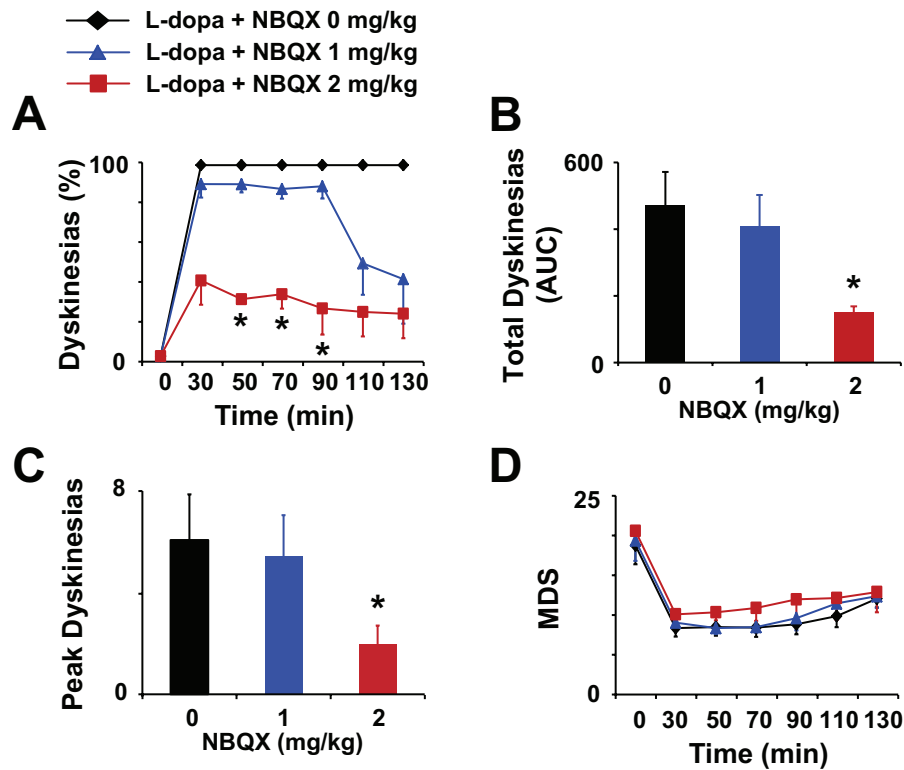 L-dopa + NBQX 0 mg/kg
L-dopa + NBQX 1 mg/kg
L-dopa + NBQX 2 mg/kg
A
Dyskinesias (%)
100
0
* * *
0 30 50 70 90 110 130
Time (min)
B
Total Dyskinesias
(AUC)
600
0
*
0 1 2
NBQX (mg/kg)
C
Peak Dyskinesias
8
0
*
0 1 2
NBQX (mg/kg)
D
MDS
25
0
0 30 50 70 90 110 130
Time (min)